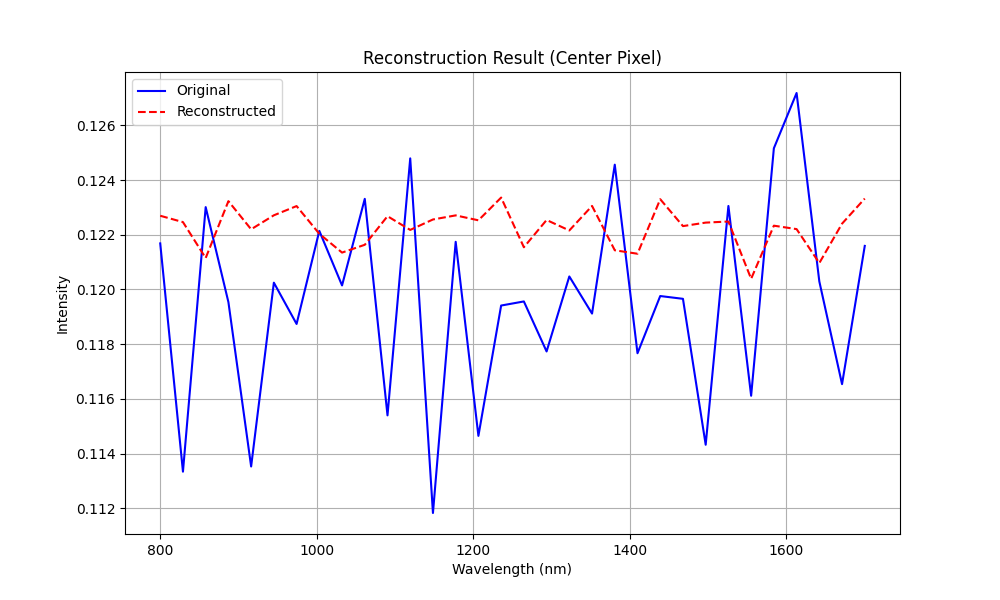 Reconstruction Result (Center Pixel)
Original
Reconstructed
0.126
0.124
0.122
0.120
0.118
0.116
0.114
0.112
Intensity
800 1000 1200 1400 1600
Wavelength (nm)